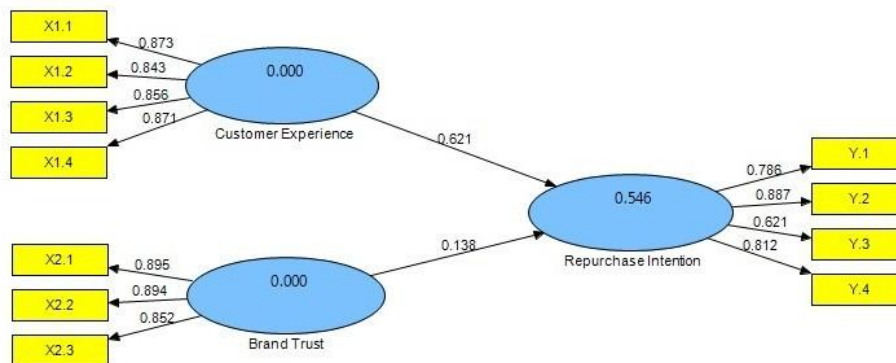 X1.1
0.873
X1.2
0.843
0.000
X1.3
0.856
X1.4
0.871
Customer Experience
0.621
Y.1
0.786
Y.2
0.887
0.546
Y.3
0.621
Y.4
0.812
Repurchase Intention
X2.1
0.895
X2.2
0.894
0.000
X2.3
0.852
Brand Trust
0.138